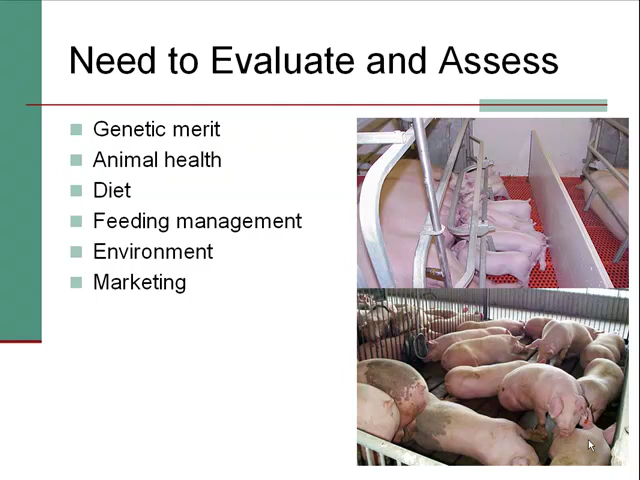 Need to Evaluate and Assess
Genetic merit
Animal health
Diet
Feeding management
Environment
Marketing